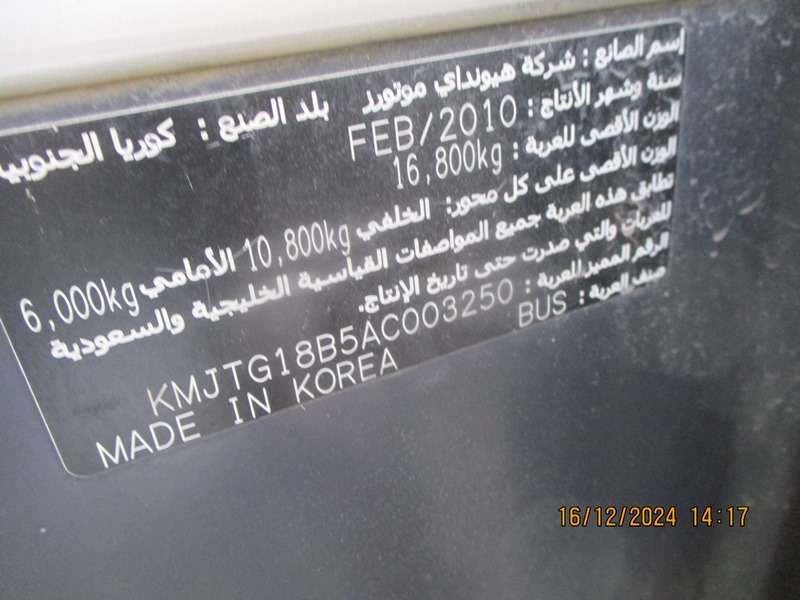 إسم الصانع : شركة هيونداي موتورز بلد الصنع : كوريا الجنوبية
سنة وشهر الأنتاج : FEB/2010
الوزن الأقصى للعربة : 16,800kg
الوزن الأقصى على كل محور: الخلفي 10,800kg الأمامي 6,000kg
تطابق هذه العربة جميع المواصفات القياسية الخليجية والسعودية
للعربات والتي صدرت حتى تاريخ الإنتاج.
الرقم المميز للعربة : KMJTG18B5AC003250
صنف العربة : BUS
MADE IN KOREA
16/12/2024 14:17